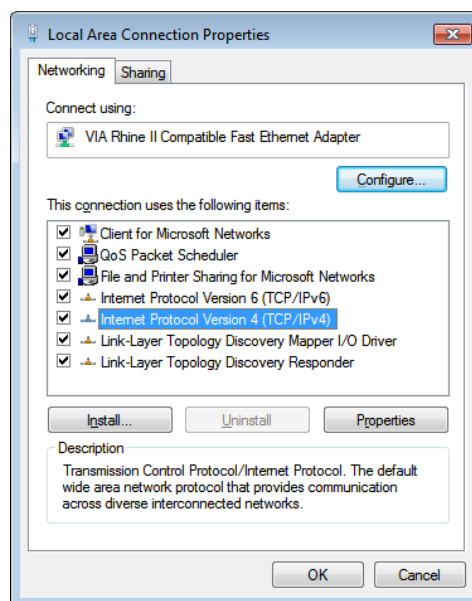 Local Area Connection Properties
Networking
Sharing
Connect using:
VIA Rhine II Compatible Fast Ethernet Adapter
Configure...
This connection uses the following items:
Client for Microsoft Networks
QoS Packet Scheduler
File and Printer Sharing for Microsoft Networks
Internet Protocol Version 6 (TCP/IPv6)
Internet Protocol Version 4 (TCP/IPv4)
Link-Layer Topology Discovery Mapper I/O Driver
Link-Layer Topology Discovery Responder
Install...
Uninstall
Properties
Description
Transmission Control Protocol/Internet Protocol. The default
wide area network protocol that provides communication
across diverse interconnected networks.
OK
Cancel